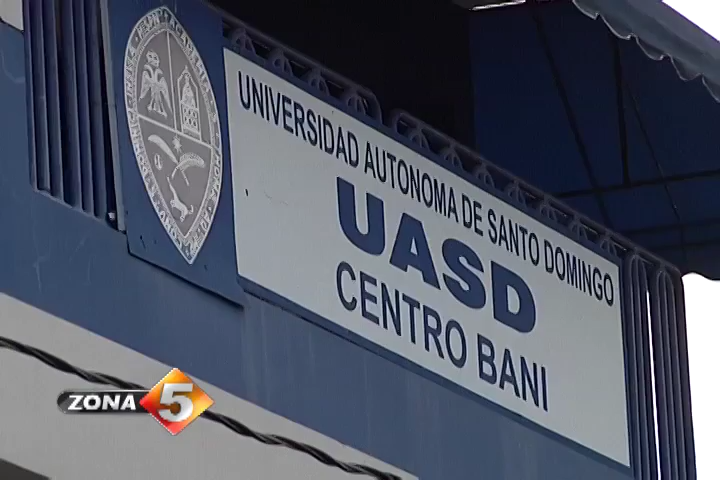 UNIVERSIDAD AUTONOMA DE SANTO DOMINGO
UASD
CENTRO BANI
ZONA 5